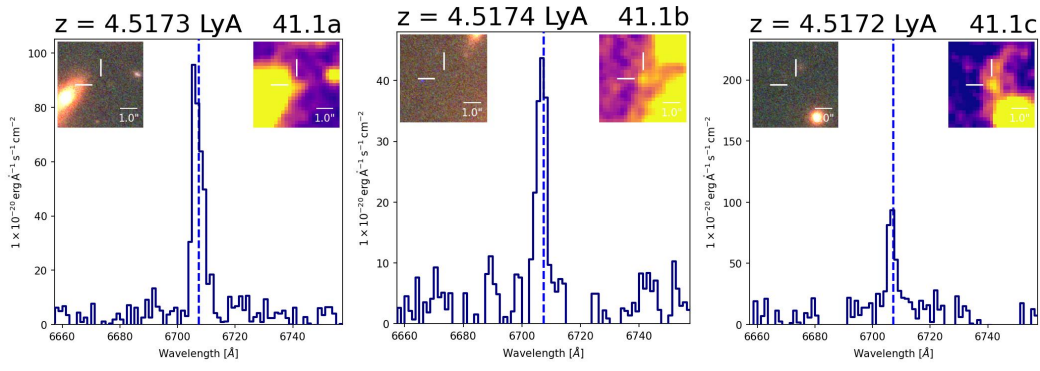 z = 4.5173 LyA 41.1a
1.0"
1.0"
100
80
60
40
20
0
1 × 10⁻²⁰ erg Å⁻¹ s⁻¹ cm⁻²
6660 6680 6700 6720 6740
Wavelength [Å]
z = 4.5174 LyA 41.1b
1.0"
1.0"
40
30
20
10
0
1 × 10⁻²⁰ erg Å⁻¹ s⁻¹ cm⁻²
6660 6680 6700 6720 6740
Wavelength [Å]
z = 4.5172 LyA 41.1c
0"
1.0"
200
150
100
50
0
1 × 10⁻²⁰ erg Å⁻¹ s⁻¹ cm⁻²
6660 6680 6700 6720 6740
Wavelength [Å]